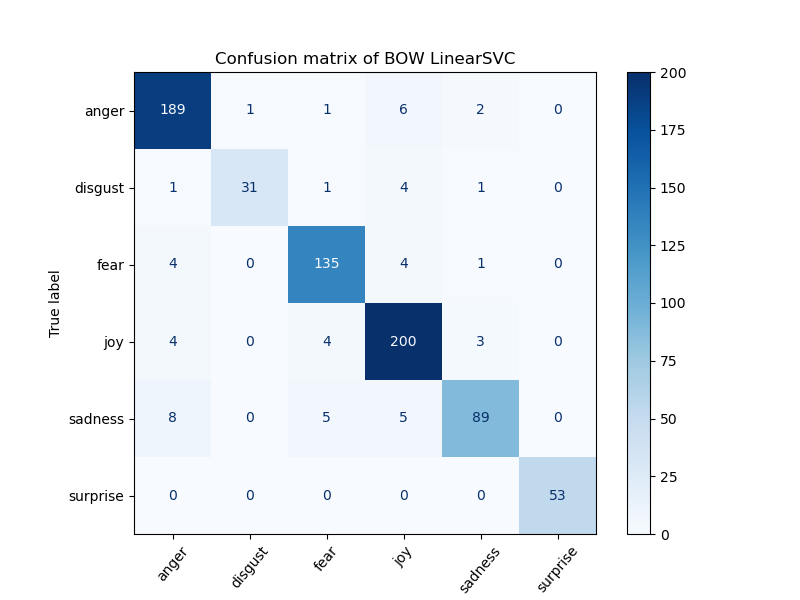 Confusion matrix of BOW LinearSVC
True label
anger 189 1 1 6 2 0
disgust 1 31 1 4 1 0
fear 4 0 135 4 1 0
joy 4 0 4 200 3 0
sadness 8 0 5 5 89 0
surprise 0 0 0 0 0 53
anger disgust fear joy sadness surprise
200
175
150
125
100
75
50
25
0